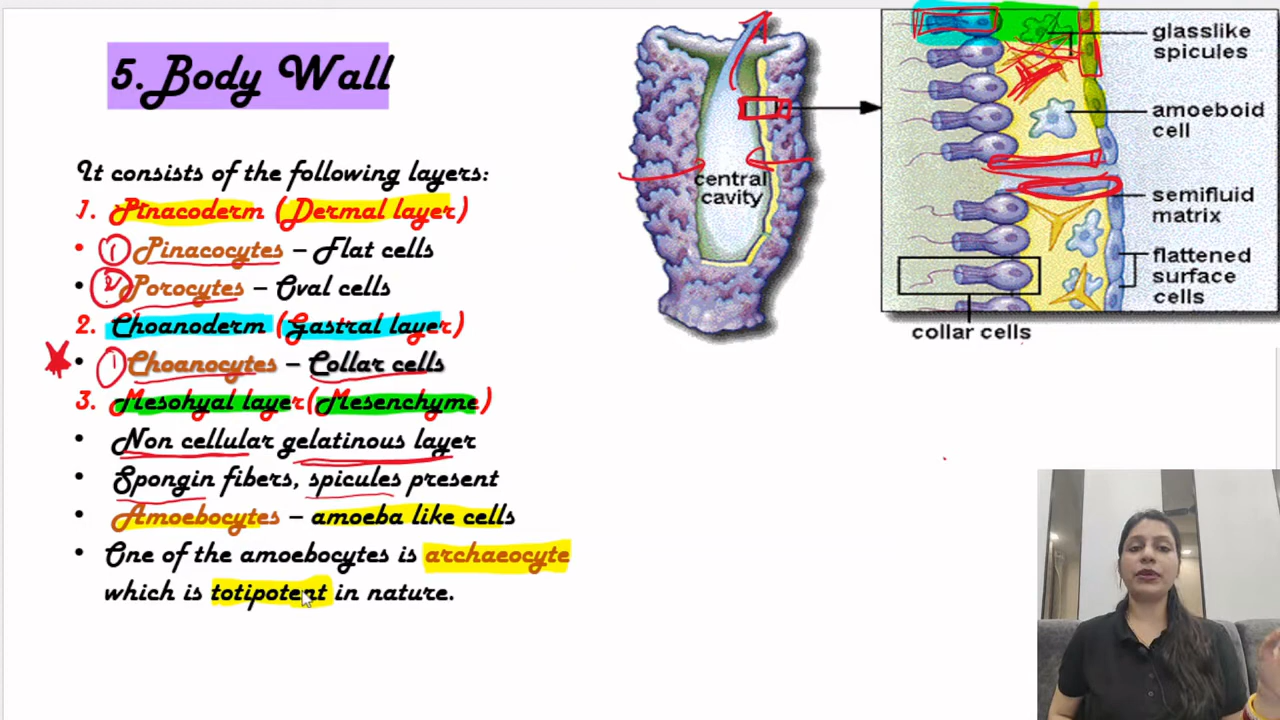 5. Body Wall
It consists of the following layers:
1. Pinacoderm (Dermal layer)
• 1 Pinacocytes – Flat cells
• 2 Porocytes – Oval cells
2. Choanoderm (Gastral layer)
• 1 Choanocytes – Collar cells
3. Mesohyal layer(Mesenchyme)
• Non cellular gelatinous layer
• Spongin fibers, spicules present
• Amoebocytes – amoeba like cells
• One of the amoebocytes is archaeocyte
which is totipotent in nature.
central
cavity
glasslike
spicules
amoeboid
cell
semifluid
matrix
flattened
surface
cells
collar cells